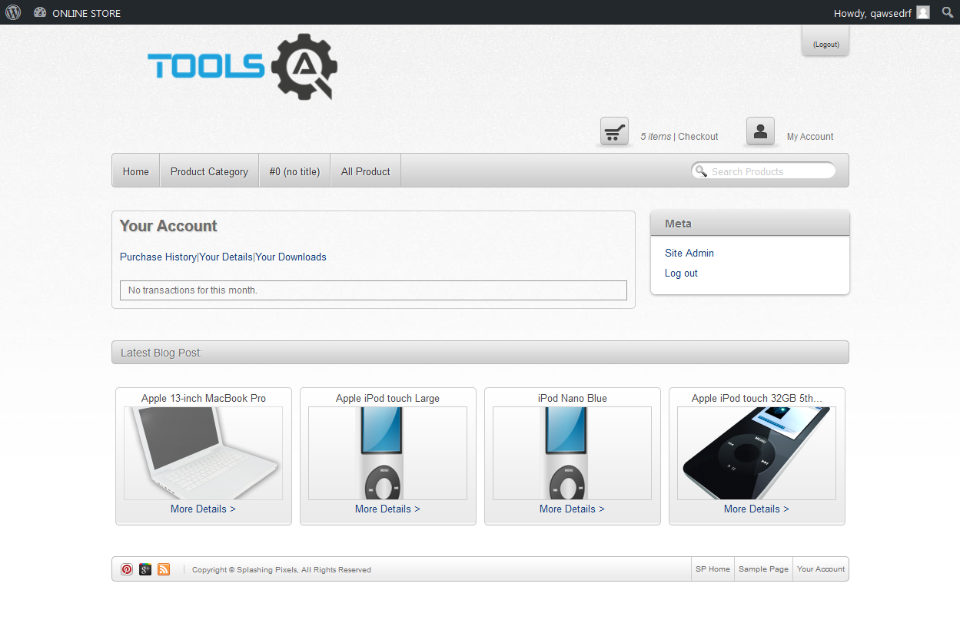 ONLINE STORE
Howdy, qawsedrf
(Logout)
TOOLS QA
5 items | Checkout
My Account
Home
Product Category
#0 (no title)
All Product
Search Products
Your Account
Purchase History|Your Details|Your Downloads
No transactions for this month.
Meta
Site Admin
Log out
Latest Blog Post
Apple 13-inch MacBook Pro
Apple iPod touch Large
iPod Nano Blue
Apple iPod touch 32GB 5th...
MENU
MENU
MENU
More Details >
More Details >
More Details >
More Details >
Copyright © Splashing Pixels, All Rights Reserved
SP Home
Sample Page
Your Account